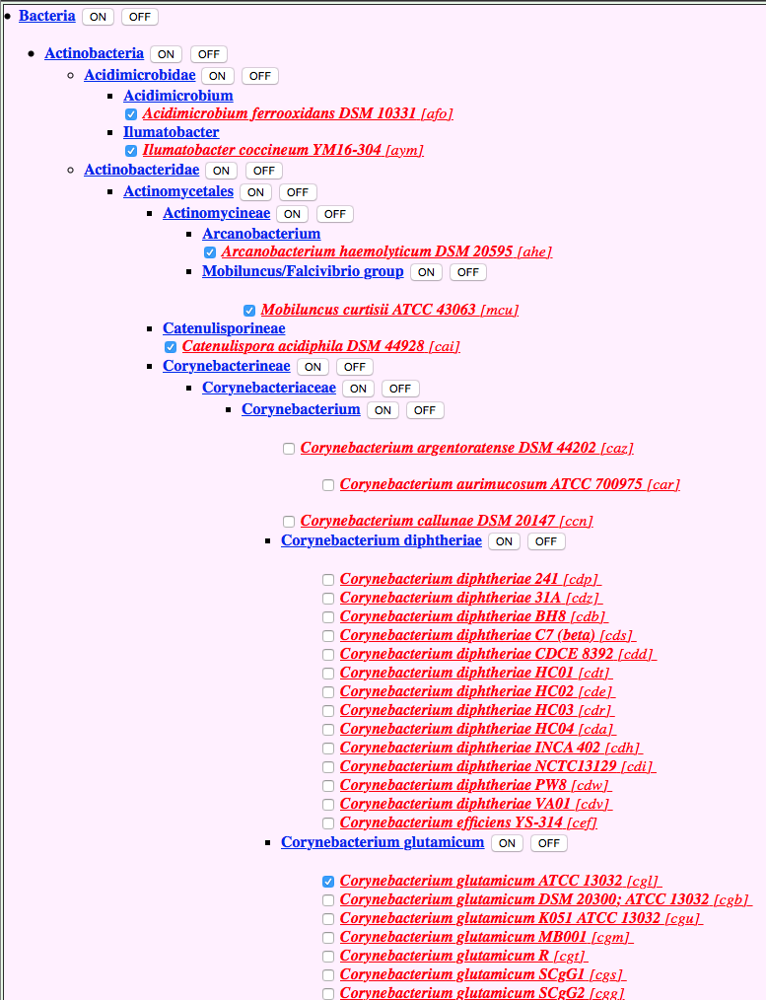 Bacteria ON OFF
Actinobacteria ON OFF
Acidimicrobidae ON OFF
Acidimicrobium
Acidimicrobium ferrooxidans DSM 10331 [afo]
Ilumatobacter
Ilumatobacter coccineum YM16-304 [aym]
Actinobacteridae ON OFF
Actinomycetales ON OFF
Actinomycineae ON OFF
Arcanobacterium
Arcanobacterium haemolyticum DSM 20595 [ahe]
Mobiluncus/Falcivibrio group ON OFF
Mobiluncus curtisii ATCC 43063 [mcu]
Catenulisporineae
Catenulispora acidiphila DSM 44928 [cai]
Corynebacterineae ON OFF
Corynebacteriaceae ON OFF
Corynebacterium ON OFF
Corynebacterium argentoratense DSM 44202 [caz]
Corynebacterium aurimucosum ATCC 700975 [car]
Corynebacterium callunae DSM 20147 [ccn]
Corynebacterium diphtheriae ON OFF
Corynebacterium diphtheriae 241 [cdp]
Corynebacterium diphtheriae 31A [cdz]
Corynebacterium diphtheriae BH8 [cdb]
Corynebacterium diphtheriae C7 (beta) [cds]
Corynebacterium diphtheriae CDCE 8392 [cdd]
Corynebacterium diphtheriae HC01 [cdt]
Corynebacterium diphtheriae HC02 [cde]
Corynebacterium diphtheriae HC03 [cdr]
Corynebacterium diphtheriae HC04 [cda]
Corynebacterium diphtheriae INCA 402 [cdh]
Corynebacterium diphtheriae NCTC13129 [cdi]
Corynebacterium diphtheriae PW8 [cdw]
Corynebacterium diphtheriae VA01 [cdv]
Corynebacterium efficiens YS-314 [cef]
Corynebacterium glutamicum ON OFF
Corynebacterium glutamicum ATCC 13032 [cgl]
Corynebacterium glutamicum DSM 20300; ATCC 13032 [cgb]
Corynebacterium glutamicum K051 ATCC 13032 [cgu]
Corynebacterium glutamicum MB001 [cgm]
Corynebacterium glutamicum R [cgt]
Corynebacterium glutamicum SCgG1 [cgs]
Corynebacterium glutamicum SCgG2 [cgg]